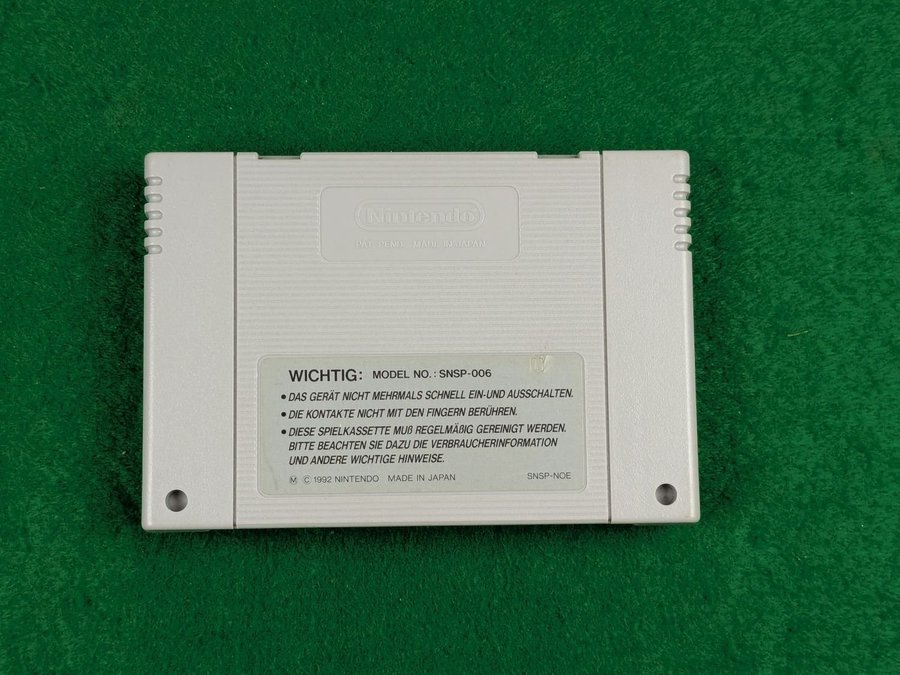 Nintendo
PAT. PEND. MADE IN JAPAN
WICHTIG: MODEL NO.: SNSP-006
• DAS GERÄT NICHT MEHRMALS SCHNELL EIN-UND AUSSCHALTEN.
• DIE KONTAKTE NICHT MIT DEN FINGERN BERÜHREN.
• DIESE SPIELKASSETTE MUß REGELMÄßIG GEREINIGT WERDEN.
BITTE BEACHTEN SIE DAZU DIE VERBRAUCHERINFORMATION
UND ANDERE WICHTIGE HINWEISE.
Ⓜ © 1992 NINTENDO MADE IN JAPAN SNSP-NOE